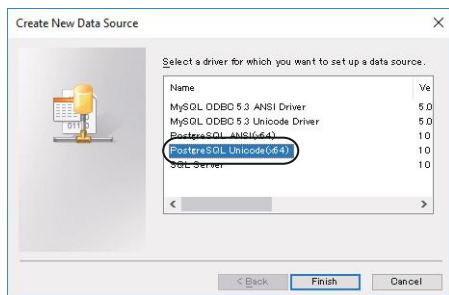 Create New Data Source
Select a driver for which you want to set up a data source.
Name Ve
MySQL ODBC 5.3 ANSI Driver 5.0
MySQL ODBC 5.3 Unicode Driver 5.0
PostgreSQL ANSI(x64) 10
PostgreSQL Unicode(x64) 10
SQL Server 10
< Back Finish Cancel